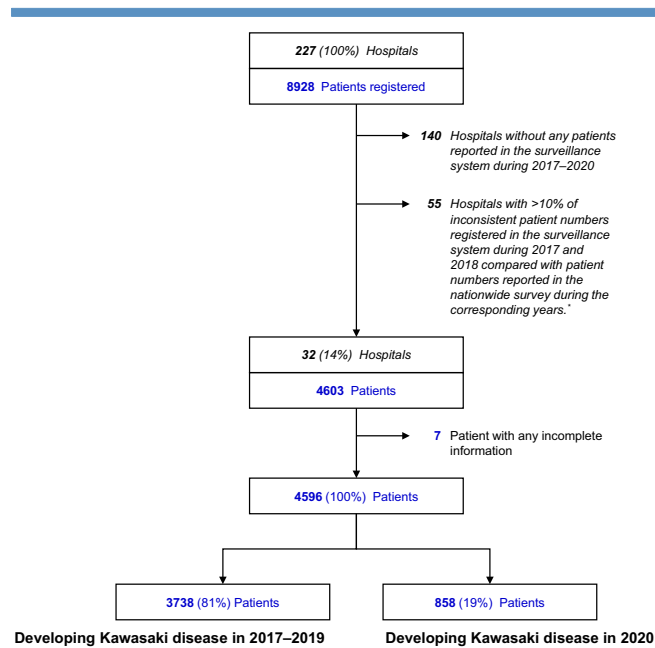 227 (100%) Hospitals
8928 Patients registered
140 Hospitals without any patients
reported in the surveillance
system during 2017–2020
55 Hospitals with >10% of
inconsistent patient numbers
registered in the surveillance
system during 2017 and
2018 compared with patient
numbers reported in the
nationwide survey during the
corresponding years.*
32 (14%) Hospitals
4603 Patients
7 Patient with any incomplete
information
4596 (100%) Patients
3738 (81%) Patients
858 (19%) Patients
Developing Kawasaki disease in 2017–2019
Developing Kawasaki disease in 2020